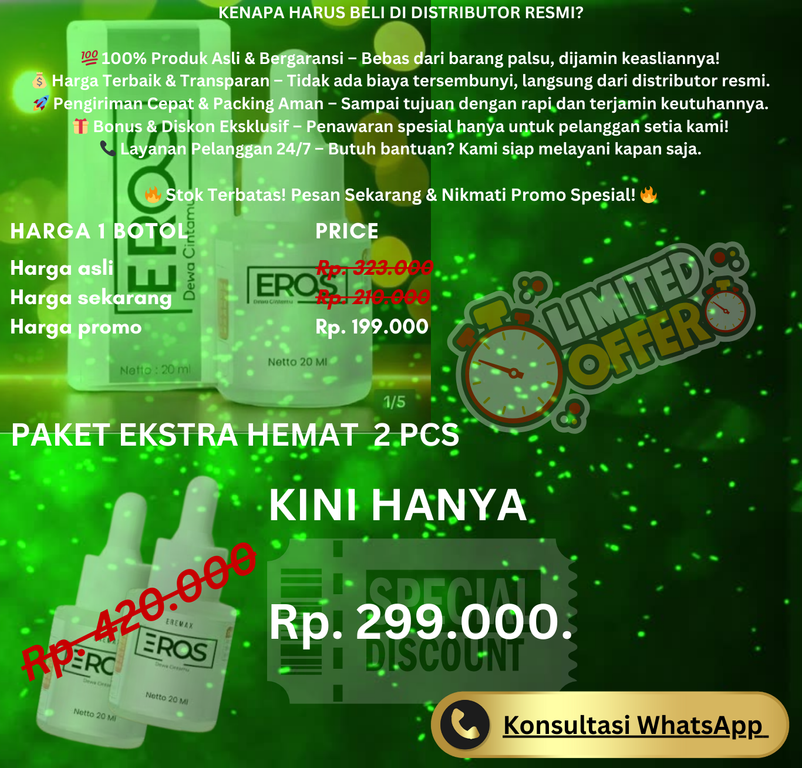 KENAPA HARUS BELI DI DISTRIBUTOR RESMI?
💯 100% Produk Asli & Bergaransi – Bebas dari barang palsu, dijamin keasliannya!
💰 Harga Terbaik & Transparan – Tidak ada biaya tersembunyi, langsung dari distributor resmi.
🚀 Pengiriman Cepat & Packing Aman – Sampai tujuan dengan rapi dan terjamin keutuhannya.
🎁 Bonus & Diskon Eksklusif – Penawaran spesial hanya untuk pelanggan setia kami!
📞 Layanan Pelanggan 24/7 – Butuh bantuan? Kami siap melayani kapan saja.
🔥 Stok Terbatas! Pesan Sekarang & Nikmati Promo Spesial! 🔥
HARGA 1 BOTOL PRICE
Harga asli Rp. 323.000
Harga sekarang Rp. 210.000
Harga promo Rp. 199.000
EROS
Dewa Cintamu
Netto : 20 ml
EROS
Dewa Cintamu
Netto 20 Ml
1/5
LIMITED
OFFER
PAKET EKSTRA HEMAT 2 PCS
KINI HANYA
Rp. 420.000
SPECIAL
Rp. 299.000.
DISCOUNT
EREMAX
EROS
Dewa Cintamu
Netto 20 Ml
Netto 20 Ml
Konsultasi WhatsApp